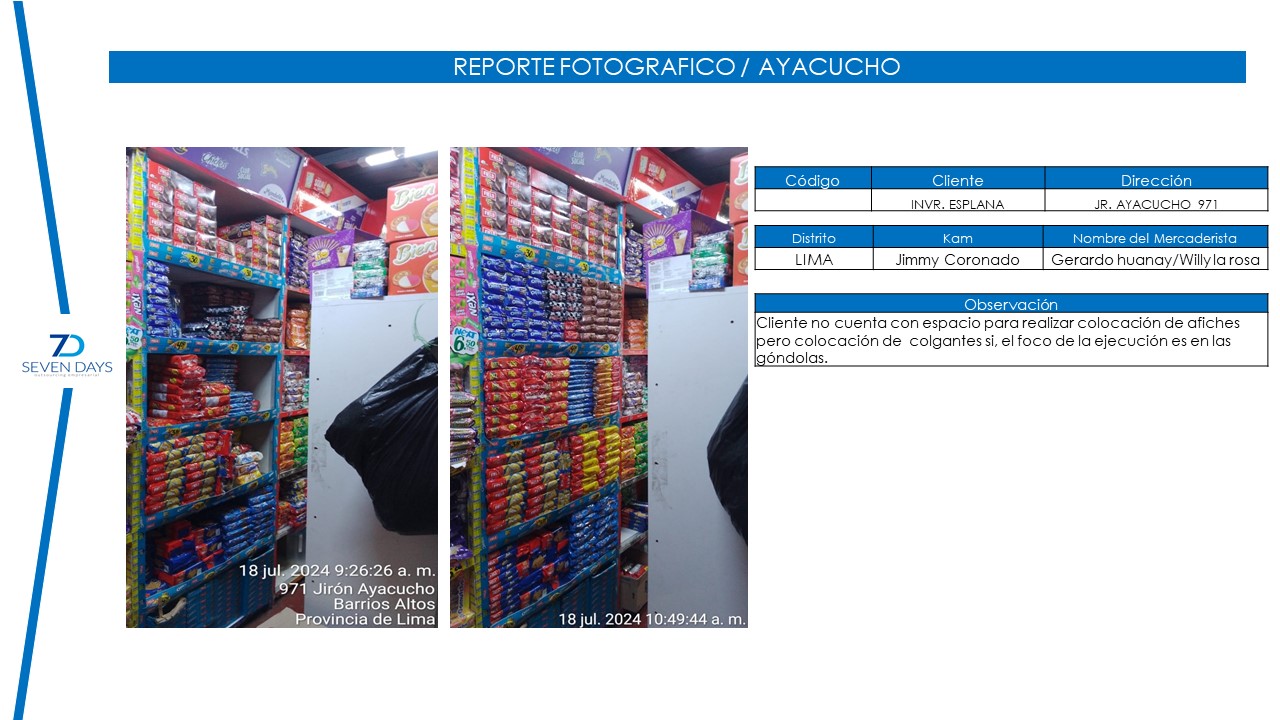 REPORTE FOTOGRAFICO / AYACUCHO
Bien
CLUB SOCIAL
18 jul. 2024 9:26:26 a. m.
971 Jirón Ayacucho
Barrios Altos
Provincia de Lima
18 jul. 2024 10:49:44 a. m.
Código Cliente Dirección
INVR. ESPLANA JR. AYACUCHO 971
Distrito Kam Nombre del Mercaderista
LIMA Jimmy Coronado Gerardo huanay/Willy la rosa
Observación
Cliente no cuenta con espacio para realizar colocación de afiches
pero colocación de colgantes si, el foco de la ejecución es en las
góndolas.
7D
SEVEN DAYS